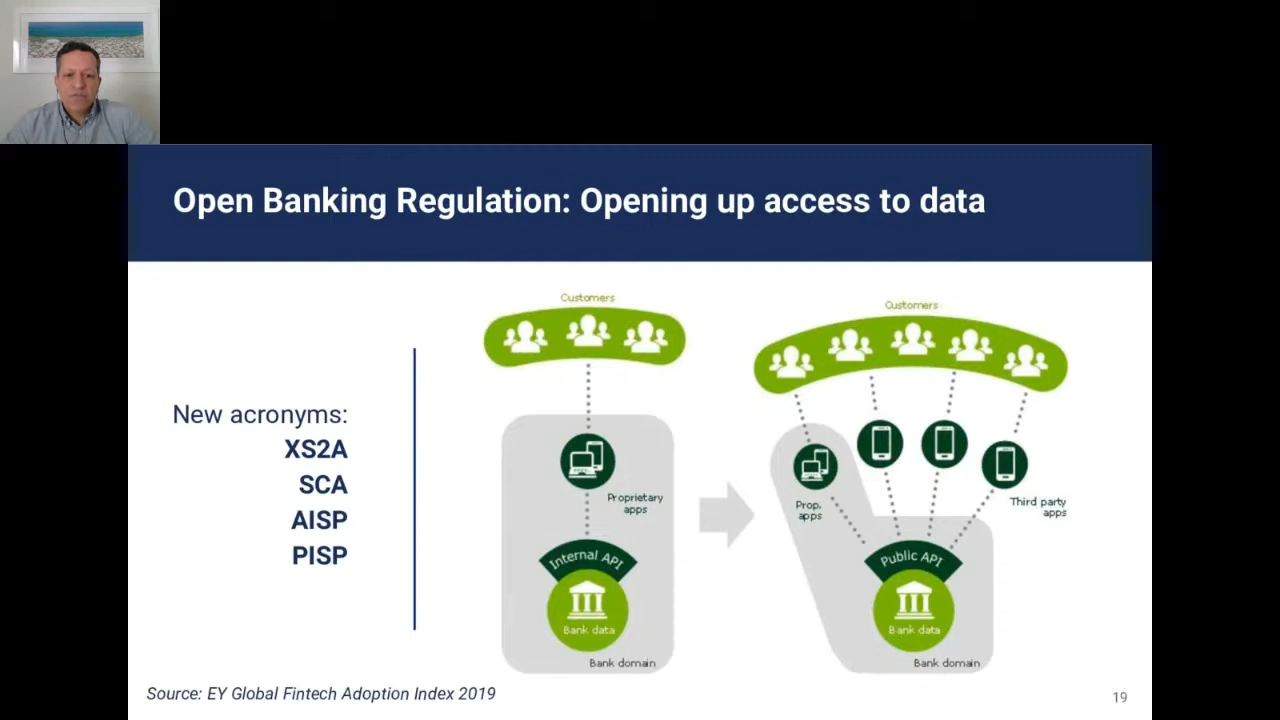 Open Banking Regulation: Opening up access to data
New acronyms:
XS2A
SCA
AISP
PISP
Customers
Proprietary
apps
Internal API
Bank data
Bank domain
Customers
Prop.
apps
Third party
apps
Public API
Bank data
Bank domain
Source: EY Global Fintech Adoption Index 2019
19